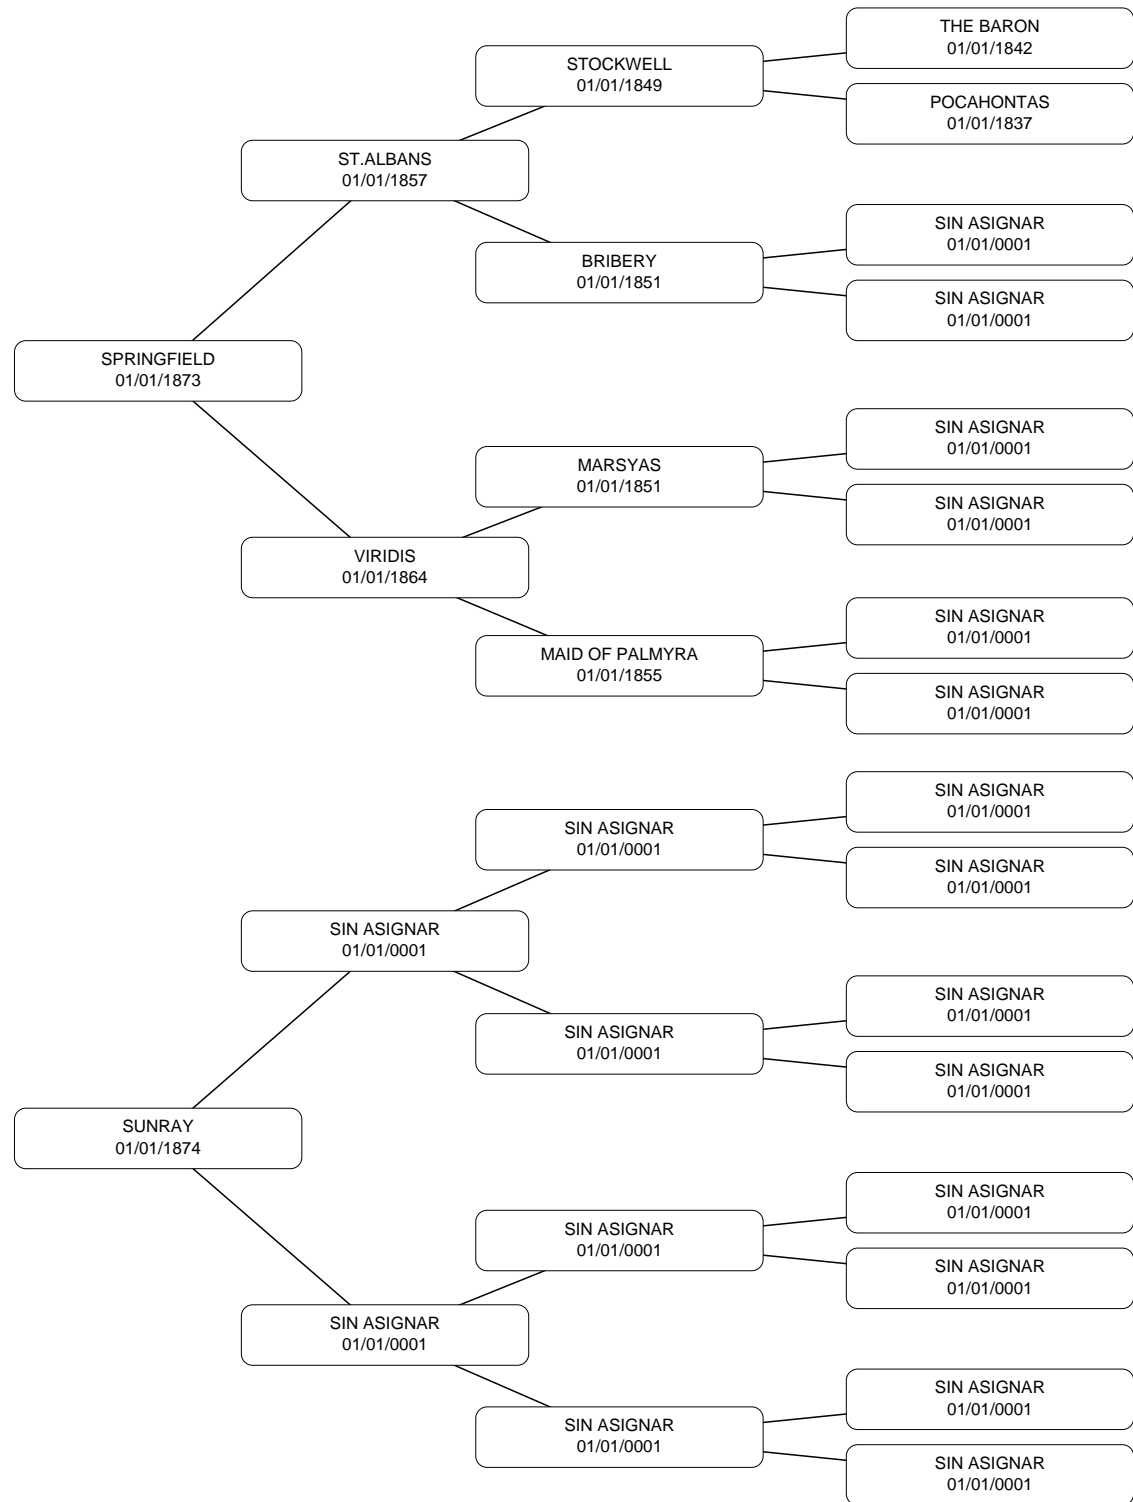 THE BARON
01/01/1842
STOCKWELL
01/01/1849
POCAHONTAS
01/01/1837
ST.ALBANS
01/01/1857
SIN ASIGNAR
01/01/0001
BRIBERY
01/01/1851
SIN ASIGNAR
01/01/0001
SPRINGFIELD
01/01/1873
SIN ASIGNAR
01/01/0001
MARSYAS
01/01/1851
SIN ASIGNAR
01/01/0001
VIRIDIS
01/01/1864
SIN ASIGNAR
01/01/0001
MAID OF PALMYRA
01/01/1855
SIN ASIGNAR
01/01/0001
SIN ASIGNAR
01/01/0001
SIN ASIGNAR
01/01/0001
SIN ASIGNAR
01/01/0001
SIN ASIGNAR
01/01/0001
SIN ASIGNAR
01/01/0001
SIN ASIGNAR
01/01/0001
SIN ASIGNAR
01/01/0001
SUNRAY
01/01/1874
SIN ASIGNAR
01/01/0001
SIN ASIGNAR
01/01/0001
SIN ASIGNAR
01/01/0001
SIN ASIGNAR
01/01/0001
SIN ASIGNAR
01/01/0001
SIN ASIGNAR
01/01/0001
SIN ASIGNAR
01/01/0001